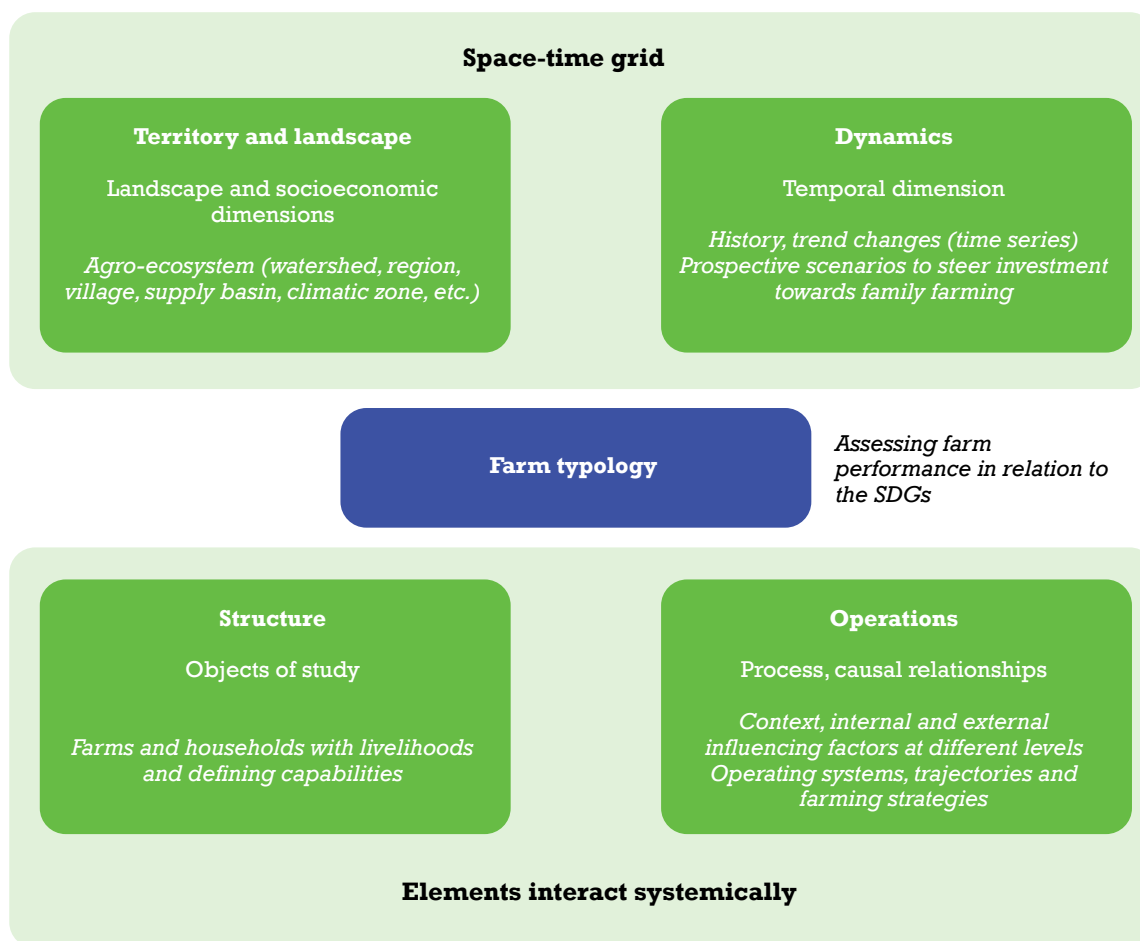 Space-time grid
Territory and landscape
Landscape and socioeconomic
dimensions
Agro-ecosystem (watershed, region,
village, supply basin, climatic zone, etc.)
Dynamics
Temporal dimension
History, trend changes (time series)
Prospective scenarios to steer investment
towards family farming
Farm typology
Assessing farm
performance in relation to
the SDGs
Structure
Objects of study
Farms and households with livelihoods
and defining capabilities
Operations
Process, causal relationships
Context, internal and external
influencing factors at different levels
Operating systems, trajectories and
farming strategies
Elements interact systemically